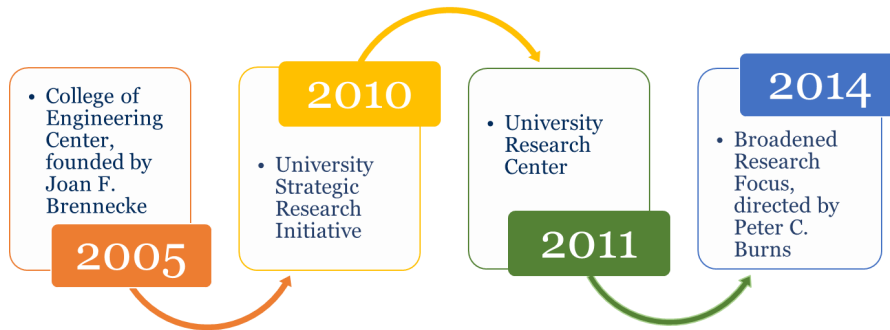 • College of
Engineering
Center,
founded by
Joan F.
Brennecke
2005
2010
• University
Strategic
Research
Initiative
• University
Research
Center
2011
2014
• Broadened
Research
Focus,
directed by
Peter C.
Burns